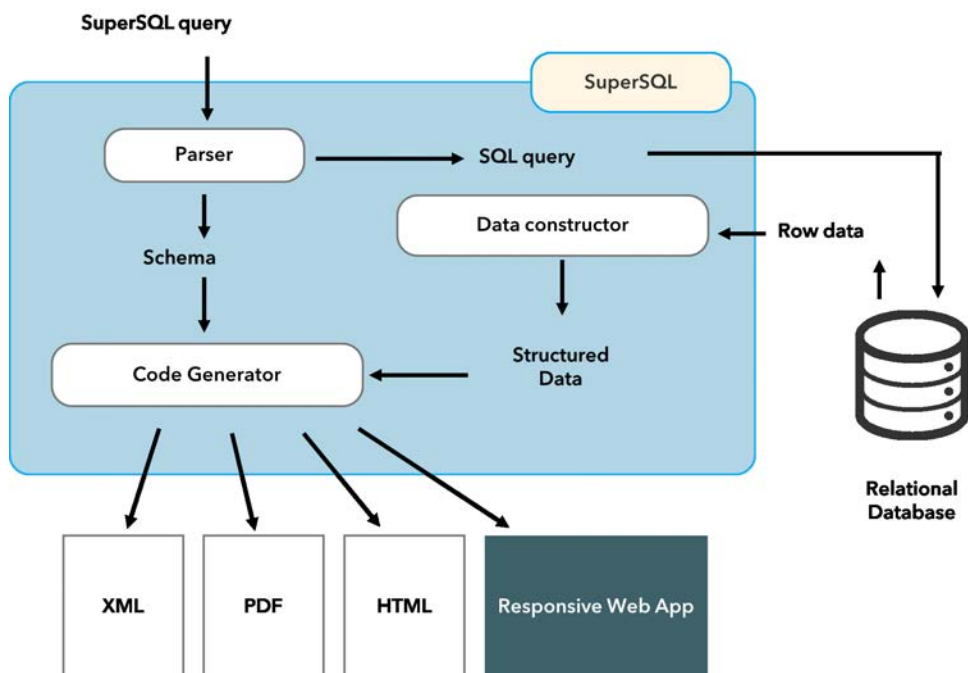 SuperSQL query
SuperSQL
Parser
SQL query
Data constructor
Row data
Schema
Structured
Data
Code Generator
Relational
Database
XML
PDF
HTML
Responsive Web App